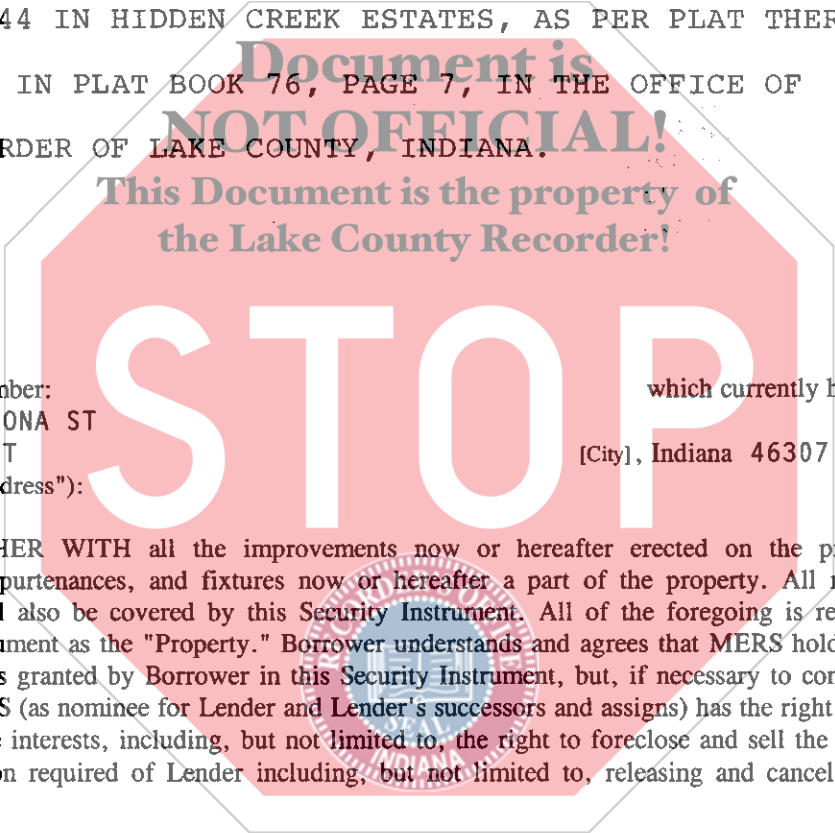 44 IN HIDDEN CREEK ESTATES, AS PER PLAT THER
Document is
IN PLAT BOOK 76, PAGE 7, IN THE OFFICE OF
NOT OFFICIAL!
RDER OF LAKE COUNTY, INDIANA.
This Document is the property of
the Lake County Recorder!
STOP
nber: which currently h
ONA ST
T [City], Indiana 46307
dress"):
HER WITH all the improvements now or hereafter erected on the p
purtenances, and fixtures now or hereafter a part of the property. All r
l also be covered by this Security Instrument. All of the foregoing is re
ument as the "Property." Borrower understands and agrees that MERS hold
s granted by Borrower in this Security Instrument, but, if necessary to con
S (as nominee for Lender and Lender's successors and assigns) has the right
e interests, including, but not limited to, the right to foreclose and sell the
on required of Lender including, but not limited to, releasing and cancel
SEAL
INDIANA